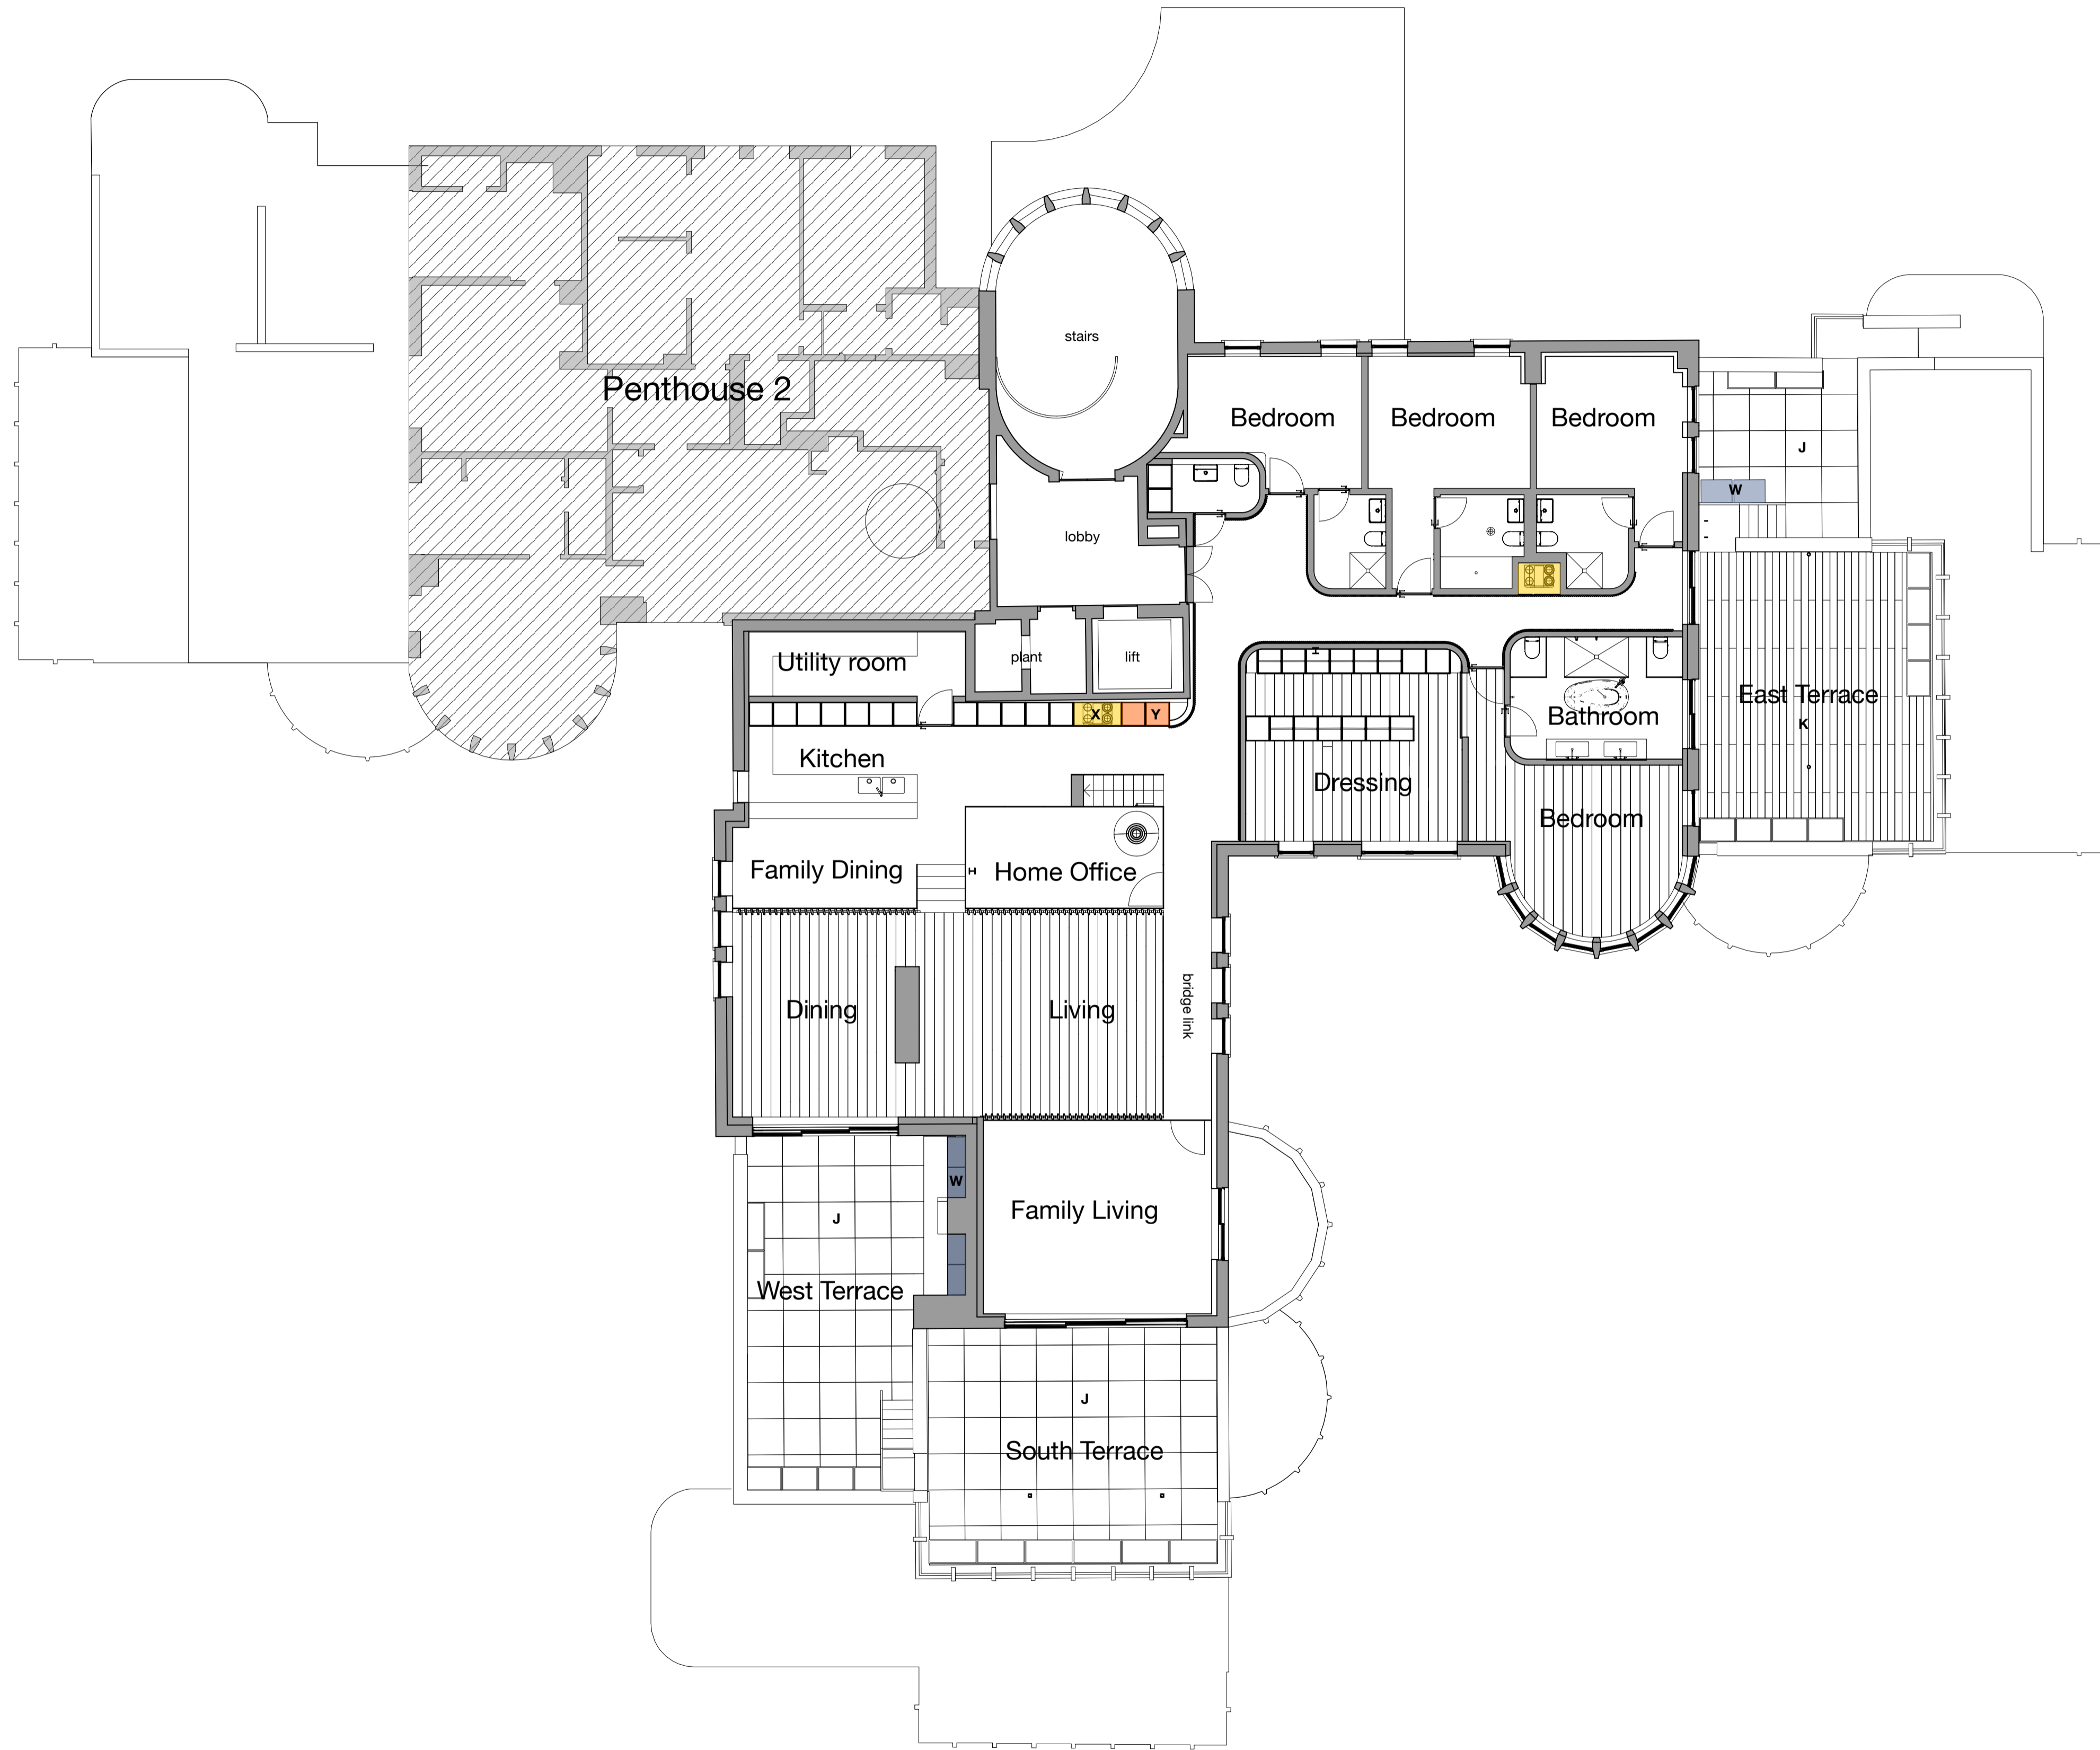 stairs
Penthouse 2
Bedroom
Bedroom
Bedroom
J
W
lobby
Utility room
plant
lift
East Terrace
X
Y
Bathroom
K
Kitchen
Dressing
Bedroom
Family Dining
Home Office
Dining
Living
bridge link
W
Family Living
J
West Terrace
J
South Terrace